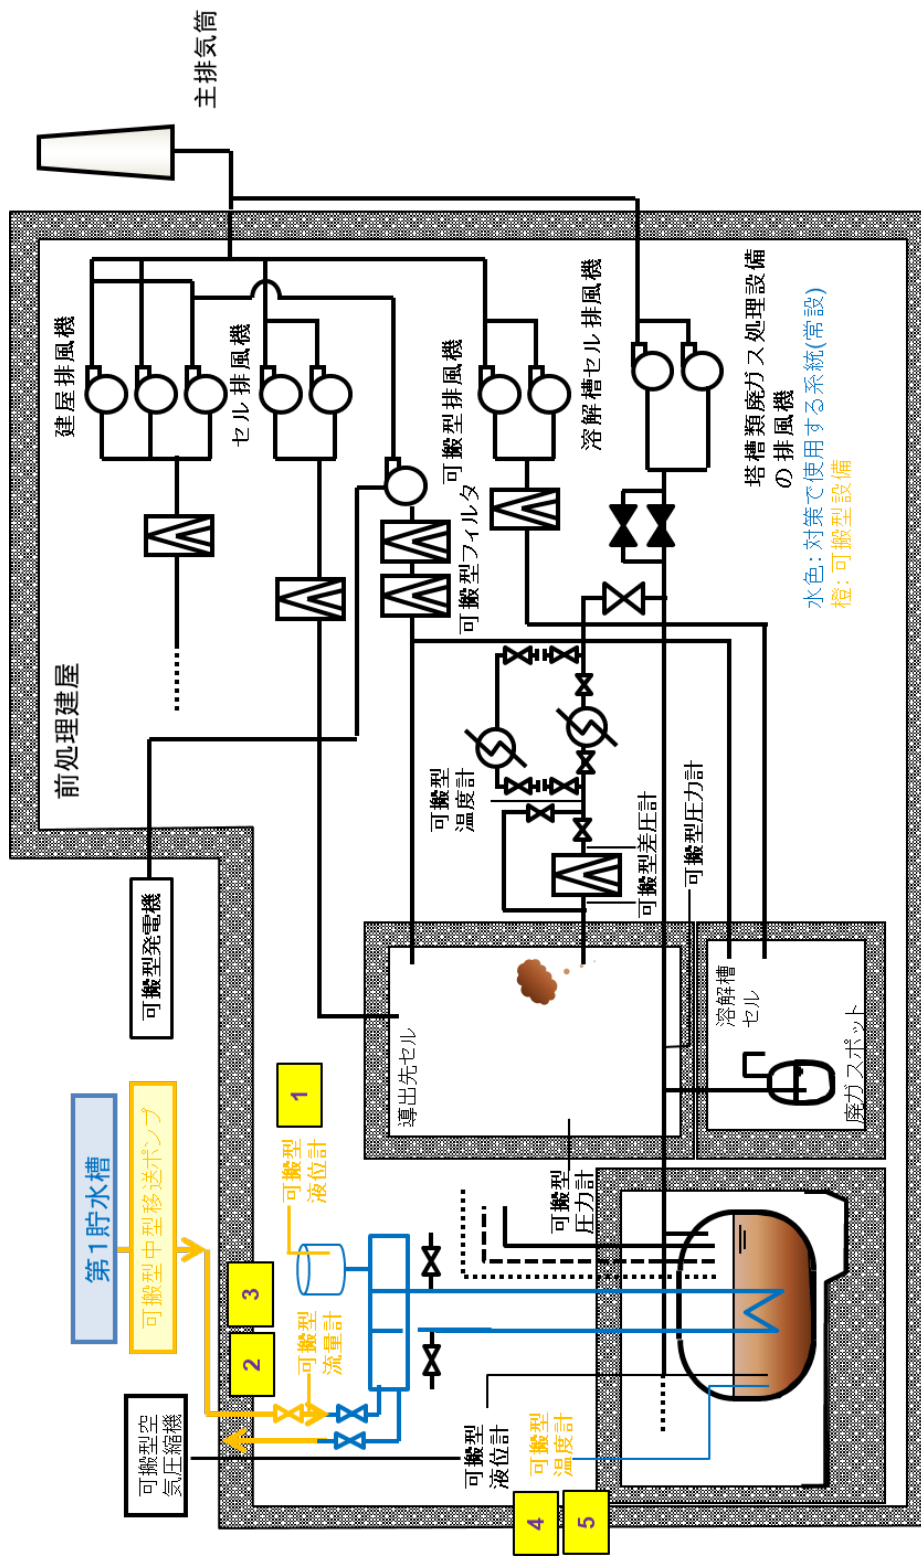 主排気筒
前処理建屋
建屋排風機
セル排風機
可搬型排風機
可搬型フィルタ
溶解槽セル排風機
塔槽類廃ガス処理設備
の排風機
水色：対策で使用する系統(常設)
橙：可搬型設備
可搬型発電機
第1貯水槽
可搬型中型移送ポンプ
可搬型空
気圧縮機
1
2
3
4
5
可搬型
液位計
可搬型
流量計
可搬型
液位計
可搬型
温度計
可搬型
圧力計
導出先セル
可搬型
温度計
可搬型差圧計
可搬型圧力計
溶解槽
セル
廃ガスポット